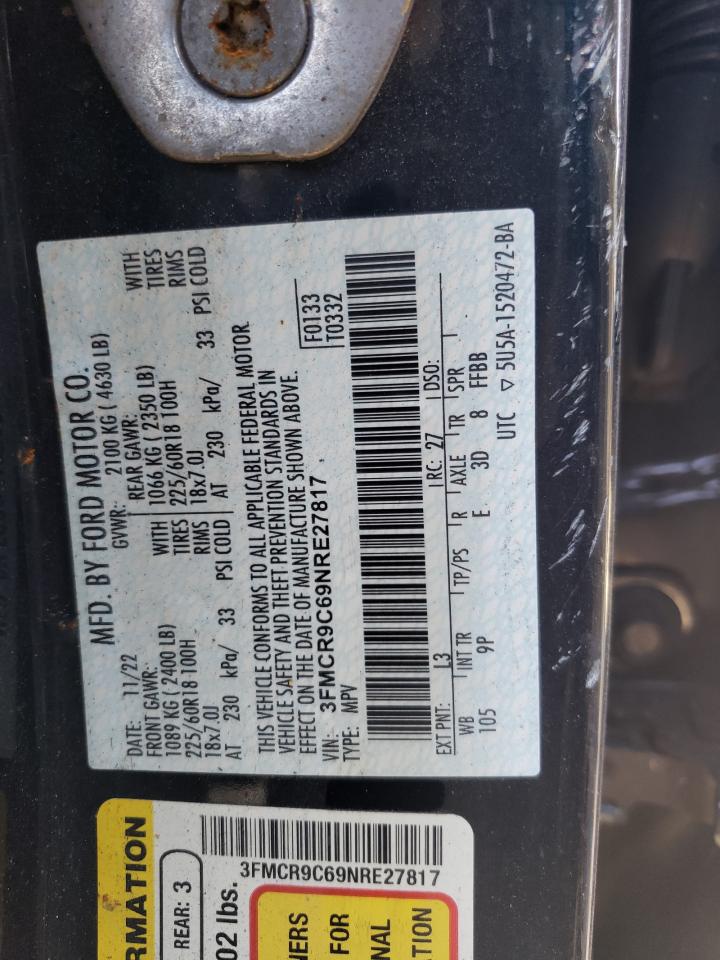 MFD. BY FORD MOTOR CO.
DATE: 11/22 GVWR: 2100 KG ( 4630 LB)
FRONT GAWR: REAR GAWR:
1089 KG ( 2400 LB) WITH 1066 KG ( 2350 LB) WITH
225/60R18 100H TIRES 225/60R18 100H TIRES
18x7.0J RIMS 18x7.0J RIMS
AT 230 kPa/ 33 PSI COLD AT 230 kPa/ 33 PSI COLD
THIS VEHICLE CONFORMS TO ALL APPLICABLE FEDERAL MOTOR
VEHICLE SAFETY AND THEFT PREVENTION STANDARDS IN
EFFECT ON THE DATE OF MANUFACTURE SHOWN ABOVE.
VIN: 3FMCR9C69NRE27817 F0133
TYPE: MPV T0332
EXT PNT: L3 RC: 27 DSO:
WB INT TR TP/PS R AXLE TR SPR
105 9P E 3D 8 FFBB
UTC ▽ 5U5A-1520472-BA
RMATION
REAR: 3
3FMCR9C69NRE27817
02 lbs.
NERS
FOR
NAL
TION